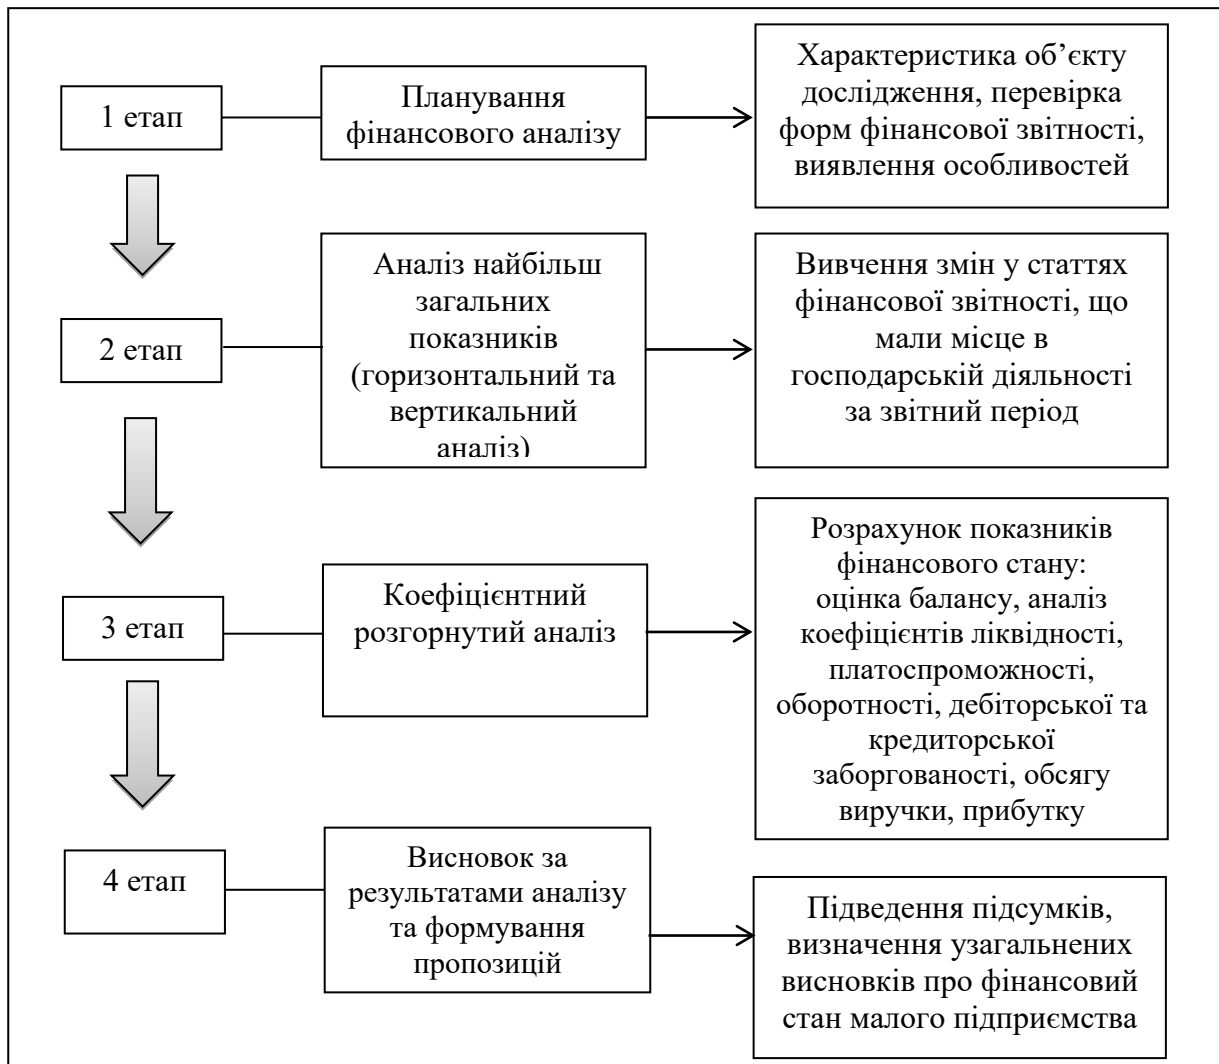 1 етап
Планування
фінансового аналізу
Характеристика об’єкту
дослідження, перевірка
форм фінансової звітності,
виявлення особливостей
2 етап
Аналіз найбільш
загальних
показників
(горизонтальний та
вертикальний
аналіз)
Вивчення змін у статтях
фінансової звітності, що
мали місце в
господарській діяльності
за звітний період
3 етап
Коефіцієнтний
розгорнутий аналіз
Розрахунок показників
фінансового стану:
оцінка балансу, аналіз
коефіцієнтів ліквідності,
платоспроможності,
оборотності, дебіторської та
кредиторської
заборгованості, обсягу
виручки, прибутку
4 етап
Висновок за
результатами аналізу
та формування
пропозицій
Підведення підсумків,
визначення узагальнених
висновків про фінансовий
стан малого підприємства